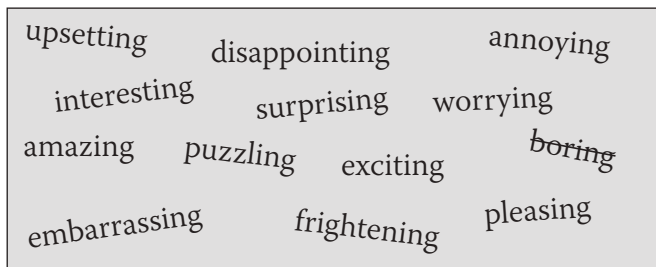 upsetting disappointing annoying
interesting surprising worrying
amazing puzzling exciting boring
embarrassing frightening pleasing